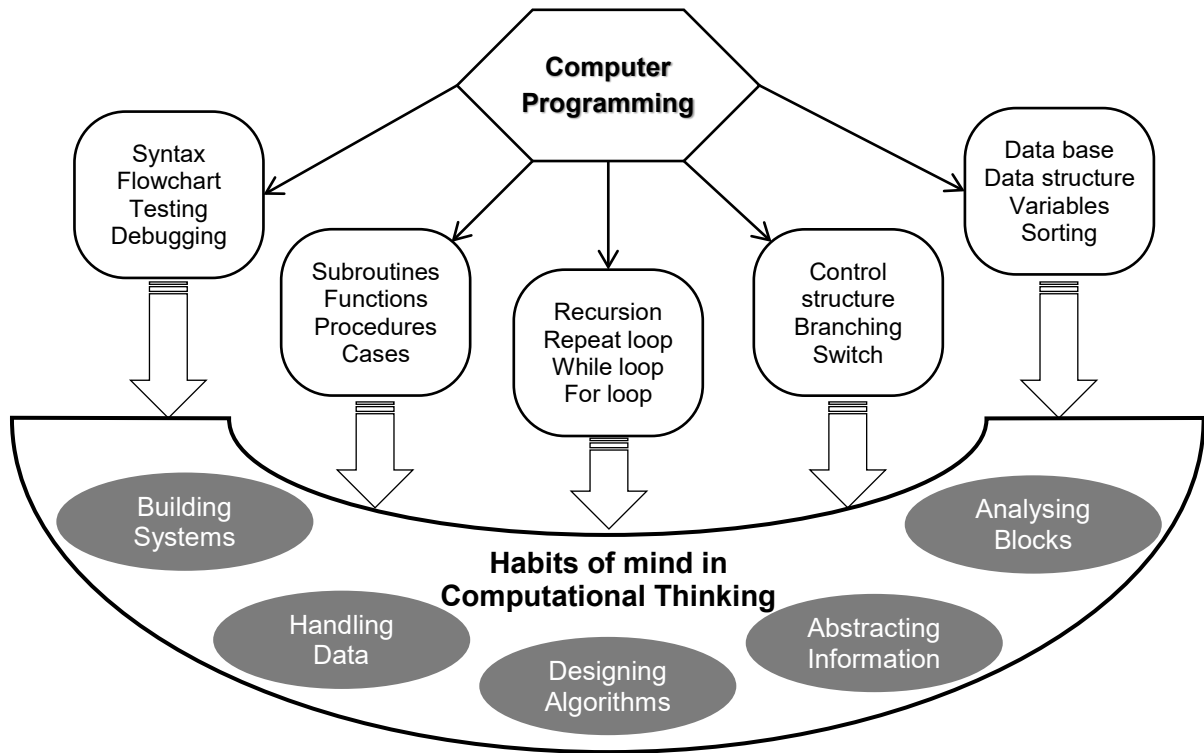 Computer
Programming
Syntax
Flowchart
Testing
Debugging
Subroutines
Functions
Procedures
Cases
Recursion
Repeat loop
While loop
For loop
Control
structure
Branching
Switch
Data base
Data structure
Variables
Sorting
Habits of mind in
Computational Thinking
Building
Systems
Handling
Data
Designing
Algorithms
Abstracting
Information
Analysing
Blocks